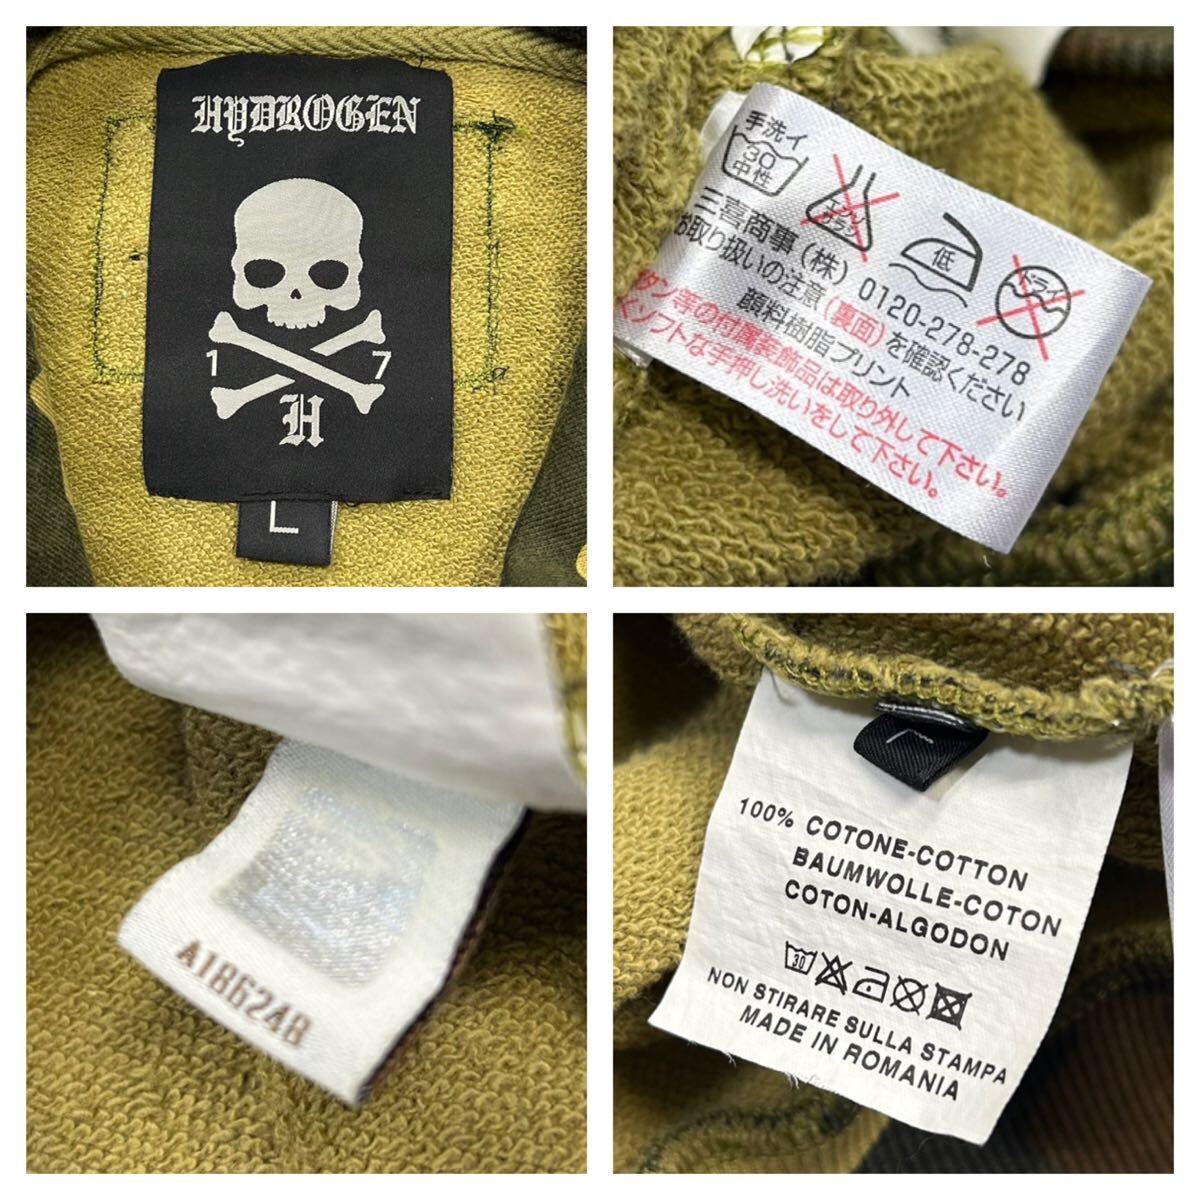 HYDROGEN
1 7
H
L
手洗イ
30
中性
エンソ
サラシ
低
ドライ
三喜商事(株) 0120-278-278
お取り扱いの注意(裏面)を確認ください
顔料樹脂プリント
タン等の付属装飾品は取り外して下さい。
くソフトな手押し洗いをして下さい。
A186248
L
100% COTONE-COTTON
BAUMWOLLE-COTON
COTON-ALGODON
30
NON STIRARE SULLA STAMPA
MADE IN ROMANIA